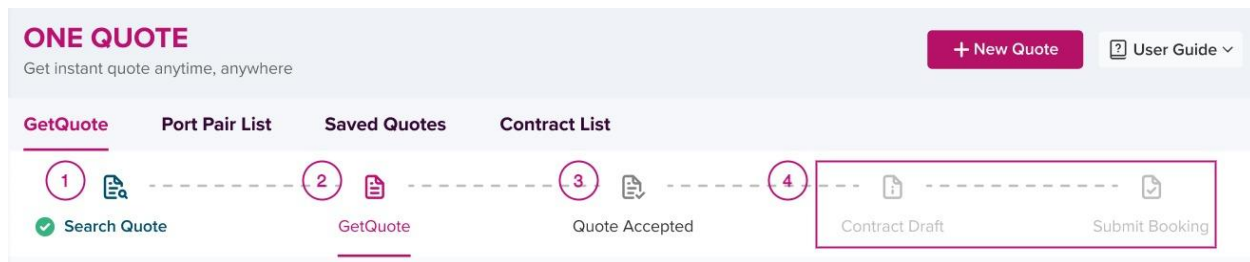 ONE QUOTE
Get instant quote anytime, anywhere
+ New Quote
? User Guide
GetQuote Port Pair List Saved Quotes Contract List
1 2 3 4
Search Quote GetQuote Quote Accepted Contract Draft Submit Booking